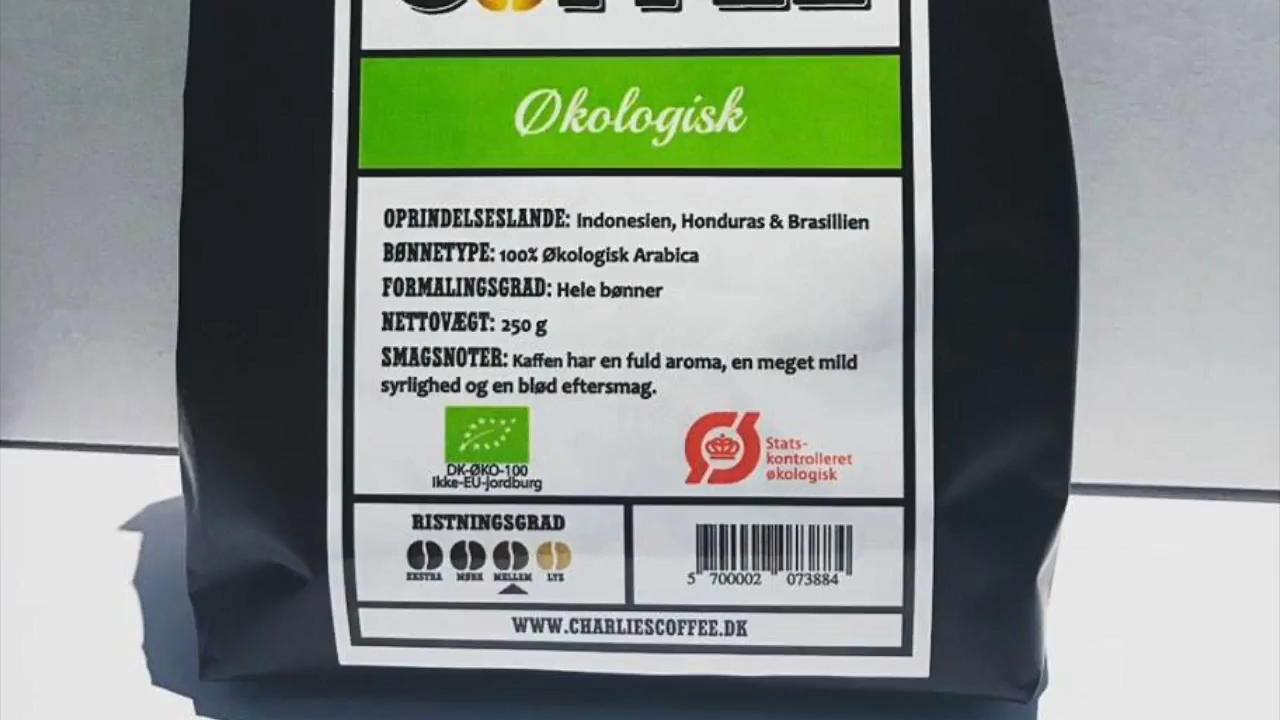 COFFEE
Økologisk
OPRINDELSESLANDE: Indonesien, Honduras & Brasillien
BØNNETYPE: 100% Økologisk Arabica
FORMALINGSGRAD: Hele bønner
NETTOVÆGT: 250 g
SMAGSNOTER: Kaffen har en fuld aroma, en meget mild
syrlighed og en blød eftersmag.
DK-ØKO-100
Ikke-EU-jordburg
Stats-
kontrolleret
økologisk
RISTNINGSGRAD
EKSTRA MØRK MELLEM LYS
5 700002 073884
WWW.CHARLIESCOFFEE.DK